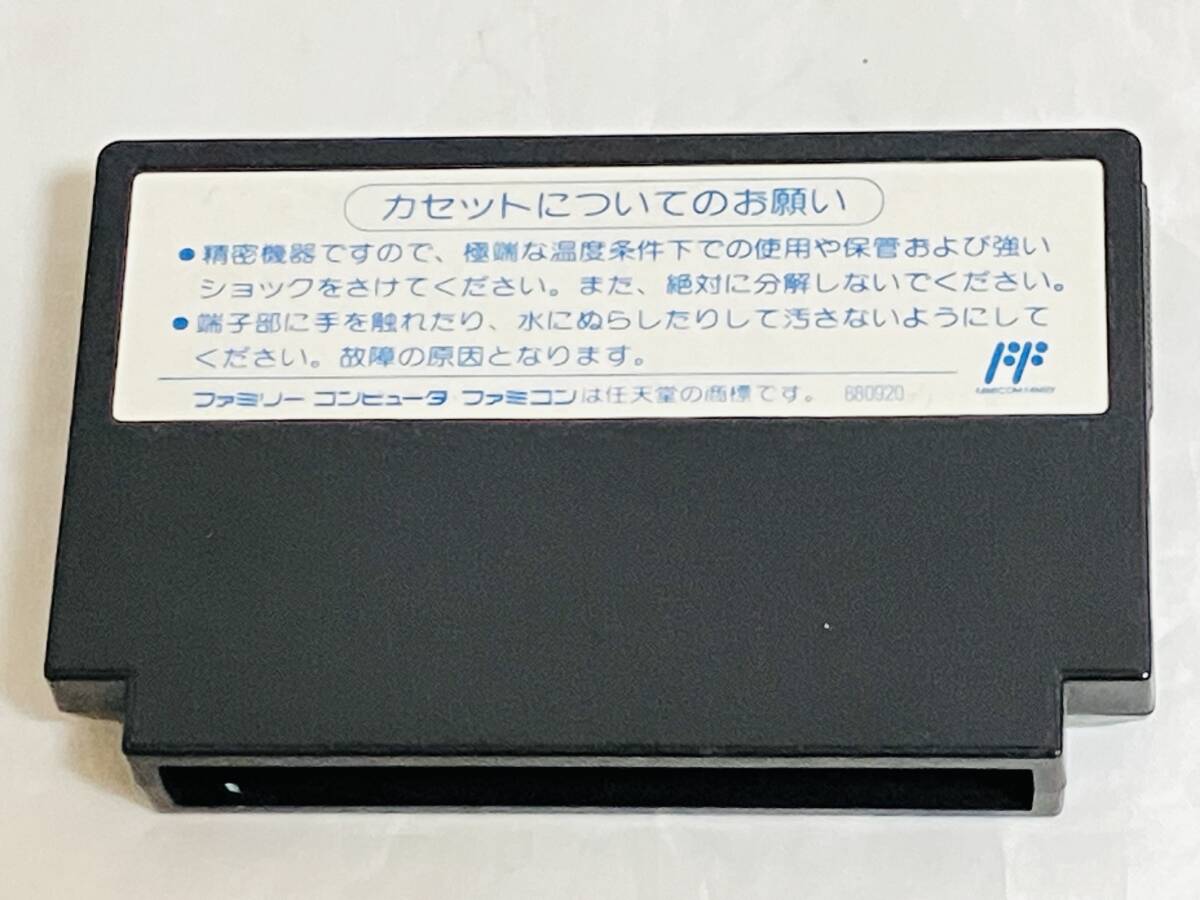 カセットについてのお願い
●精密機器ですので、極端な温度条件下での使用や保管および強い
ショックをさけてください。また、絶対に分解しないでください。
●端子部に手を触れたり、水にぬらしたりして汚さないようにして
ください。故障の原因となります。
ファミリー コンピュータ ファミコンは任天堂の商標です。 880920
FAMICOM FAMILY